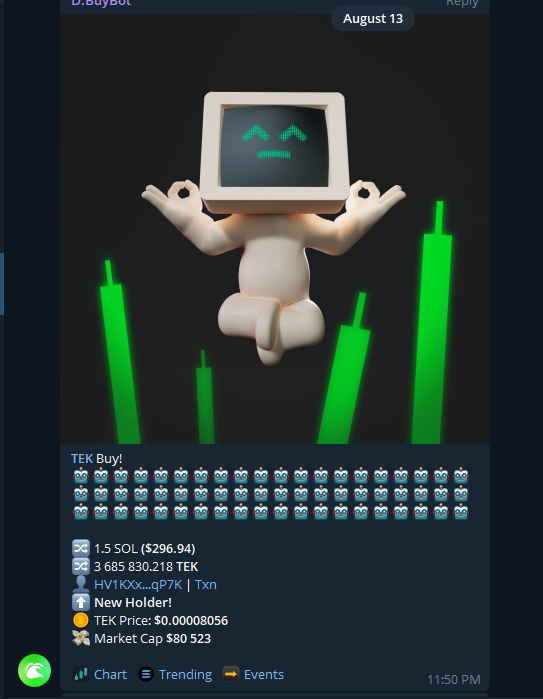 D.BuyBot
Reply
August 13
TEK Buy!
1.5 SOL ($296.94)
3 685 830.218 TEK
HV1KXx...qP7K | Txn
New Holder!
TEK Price: $0.00008056
Market Cap $80 523
Chart Trending Events
11:50 PM